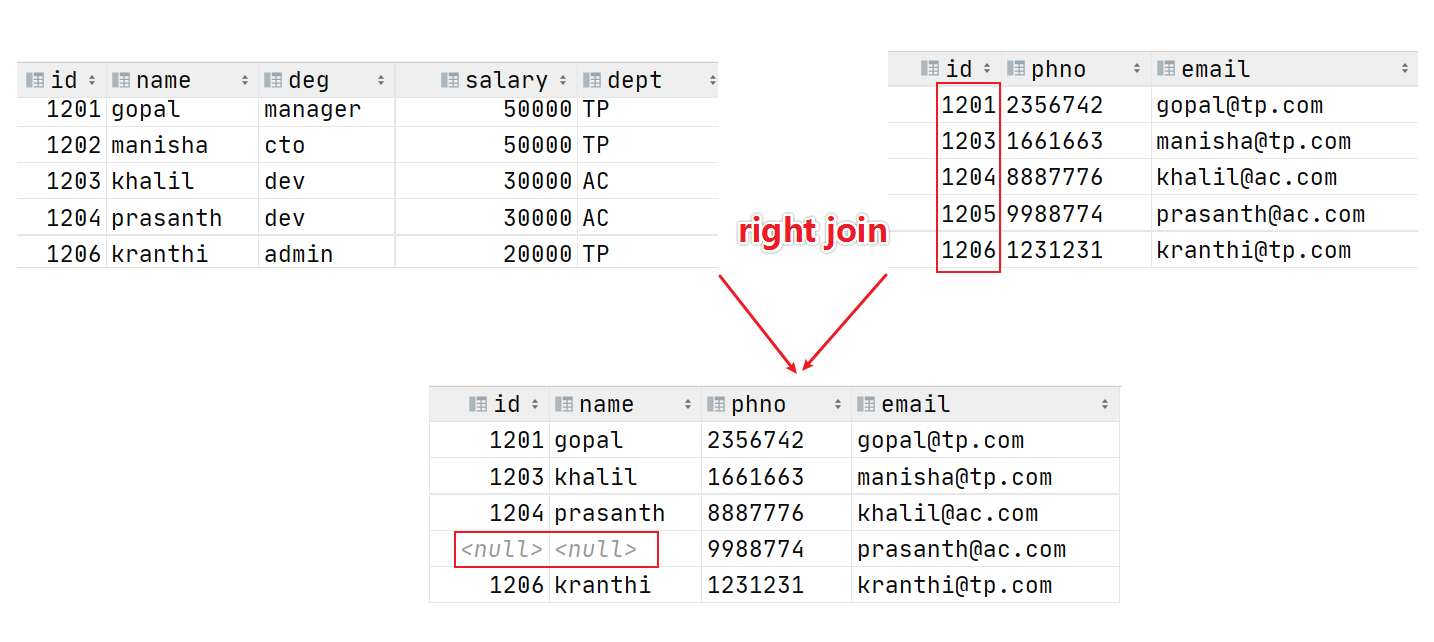 id name deg salary dept
1201 gopal manager 50000 TP
1202 manisha cto 50000 TP
1203 khalil dev 30000 AC
1204 prasanth dev 30000 AC
1206 kranthi admin 20000 TP
id phno email
1201 2356742 gopal@tp.com
1203 1661663 manisha@tp.com
1204 8887776 khalil@ac.com
1205 9988774 prasanth@ac.com
1206 1231231 kranthi@tp.com
right join
id name phno email
1201 gopal 2356742 gopal@tp.com
1203 khalil 1661663 manisha@tp.com
1204 prasanth 8887776 khalil@ac.com
<null> <null> 9988774 prasanth@ac.com
1206 kranthi 1231231 kranthi@tp.com